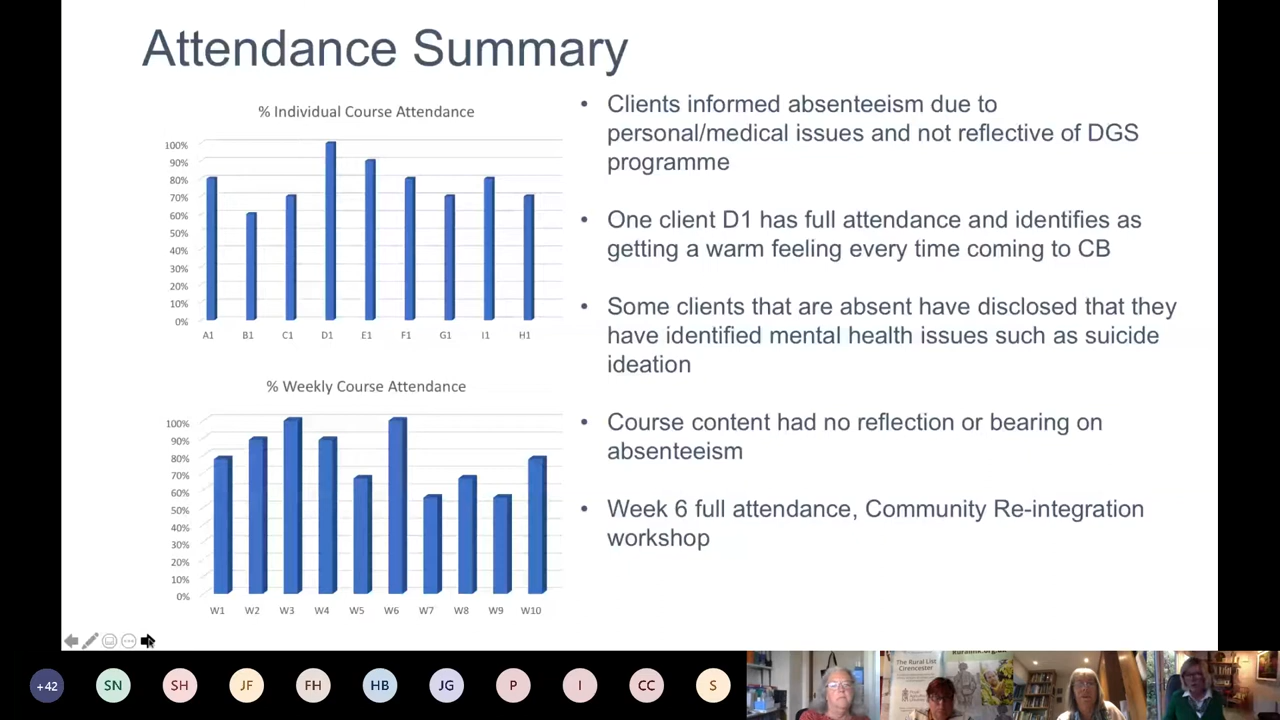 Attendance Summary
% Individual Course Attendance
100%
90%
80%
70%
60%
50%
40%
30%
20%
10%
0%
A1 B1 C1 D1 E1 F1 G1 I1 H1
% Weekly Course Attendance
100%
90%
80%
70%
60%
50%
40%
30%
20%
10%
0%
W1 W2 W3 W4 W5 W6 W7 W8 W9 W10
• Clients informed absenteeism due to
personal/medical issues and not reflective of DGS
programme
• One client D1 has full attendance and identifies as
getting a warm feeling every time coming to CB
• Some clients that are absent have disclosed that they
have identified mental health issues such as suicide
ideation
• Course content had no reflection or bearing on
absenteeism
• Week 6 full attendance, Community Re-integration
workshop
+42 SN SH JF FH HB JG P I CC S
The Rural List
Cirencester